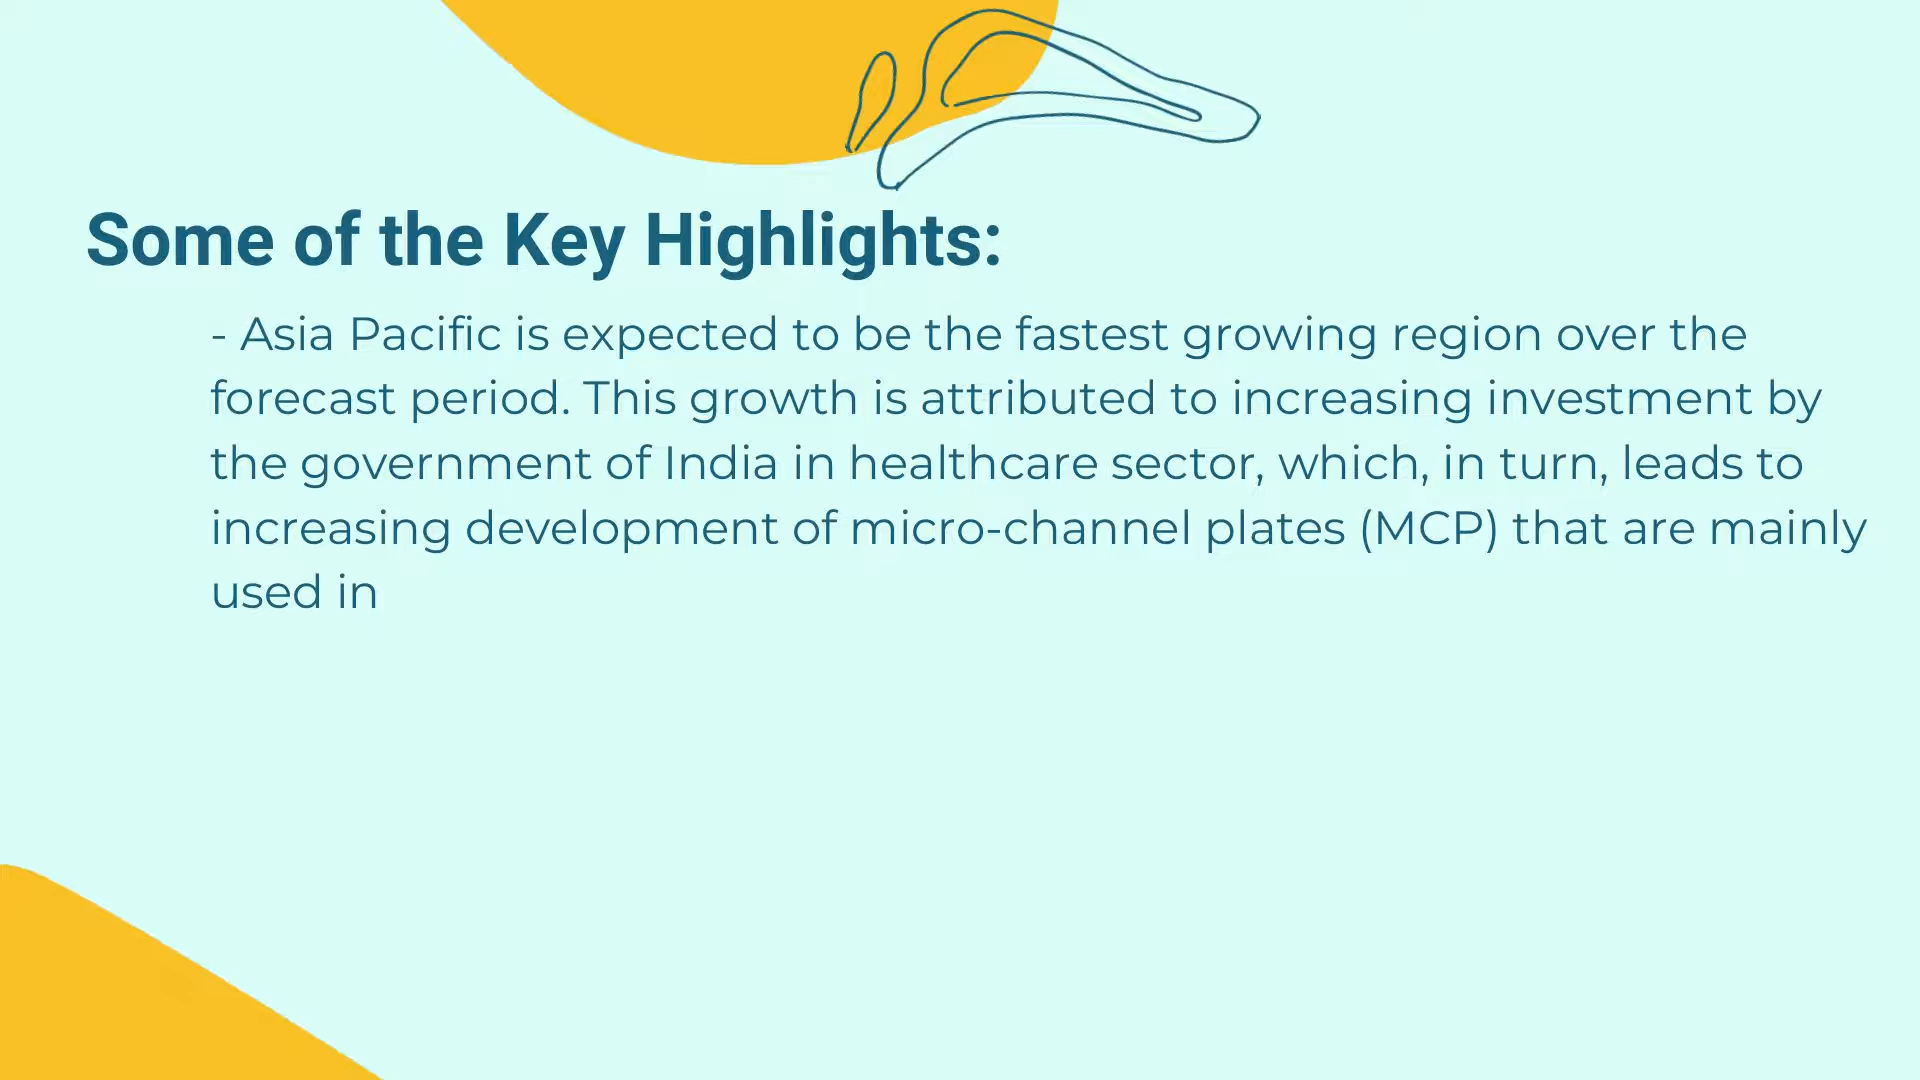 Some of the Key Highlights:
- Asia Pacific is expected to be the fastest growing region over the
forecast period. This growth is attributed to increasing investment by
the government of India in healthcare sector, which, in turn, leads to
increasing development of micro-channel plates (MCP) that are mainly
used in